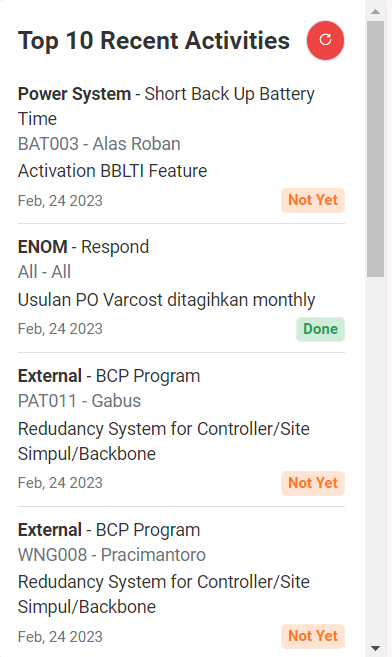 Top 10 Recent Activities
Power System - Short Back Up Battery
Time
BAT003 - Alas Roban
Activation BBLTI Feature
Feb, 24 2023 Not Yet
ENOM - Respond
All - All
Usulan PO Varcost ditagihkan monthly
Feb, 24 2023 Done
External - BCP Program
PAT011 - Gabus
Redudancy System for Controller/Site
Simpul/Backbone
Feb, 24 2023 Not Yet
External - BCP Program
WNG008 - Pracimantoro
Redudancy System for Controller/Site
Simpul/Backbone
Feb, 24 2023 Not Yet